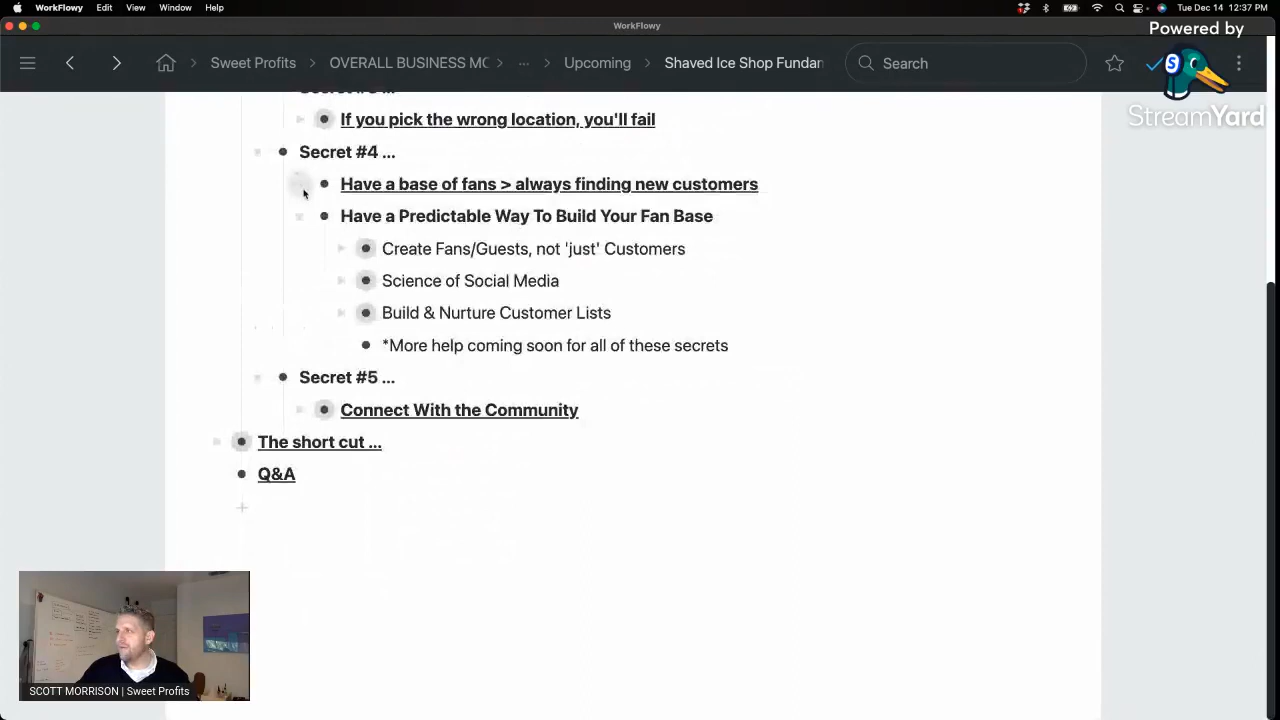 WorkFlowy Edit View Window Help Tue Dec 14 12:37 PM
WorkFlowy
Powered by
Sweet Profits OVERALL BUSINESS MO ... Upcoming Shaved Ice Shop Fundam Search
S
StreamYard
If you pick the wrong location, you'll fail
Secret #4 ...
Have a base of fans > always finding new customers
Have a Predictable Way To Build Your Fan Base
Create Fans/Guests, not 'just' Customers
Science of Social Media
Build & Nurture Customer Lists
*More help coming soon for all of these secrets
Secret #5 ...
Connect With the Community
The short cut ...
Q&A
SCOTT MORRISON | Sweet Profits